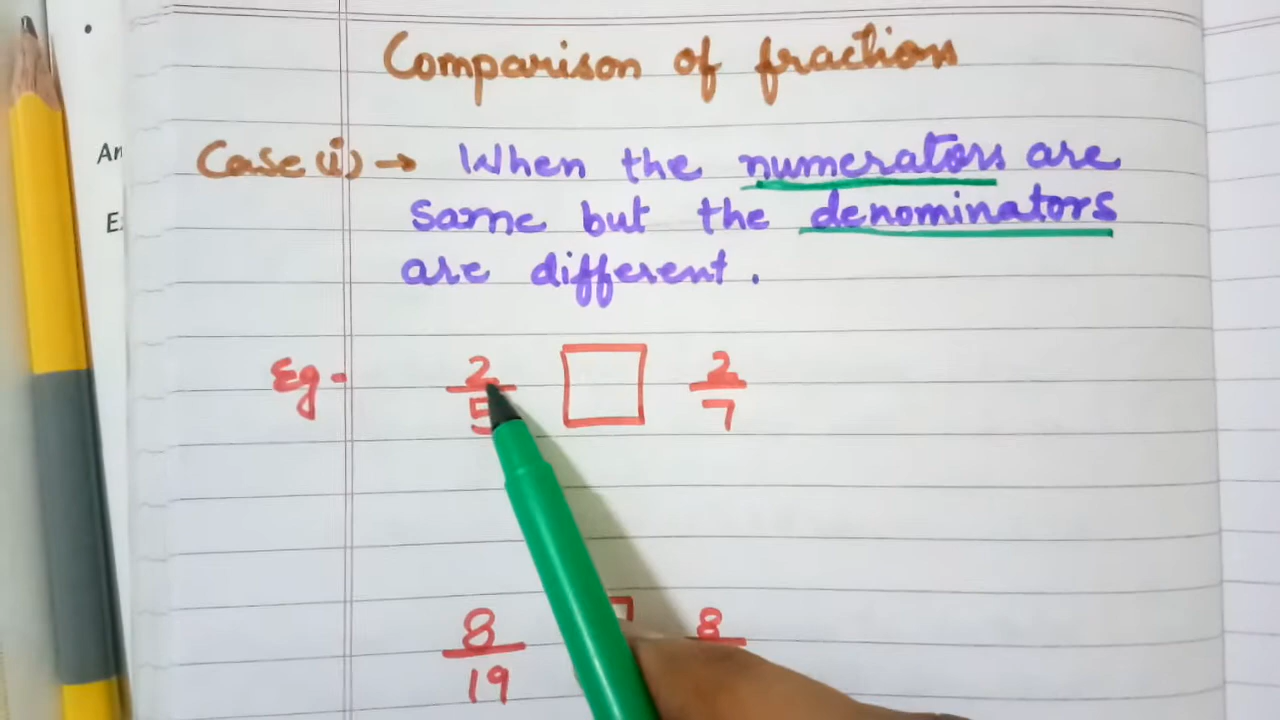 Comparison of fractions
Case (i) → When the numerators are
same but the denominators
are different.
Eg- 2/5 □ 2/7
8/19 8